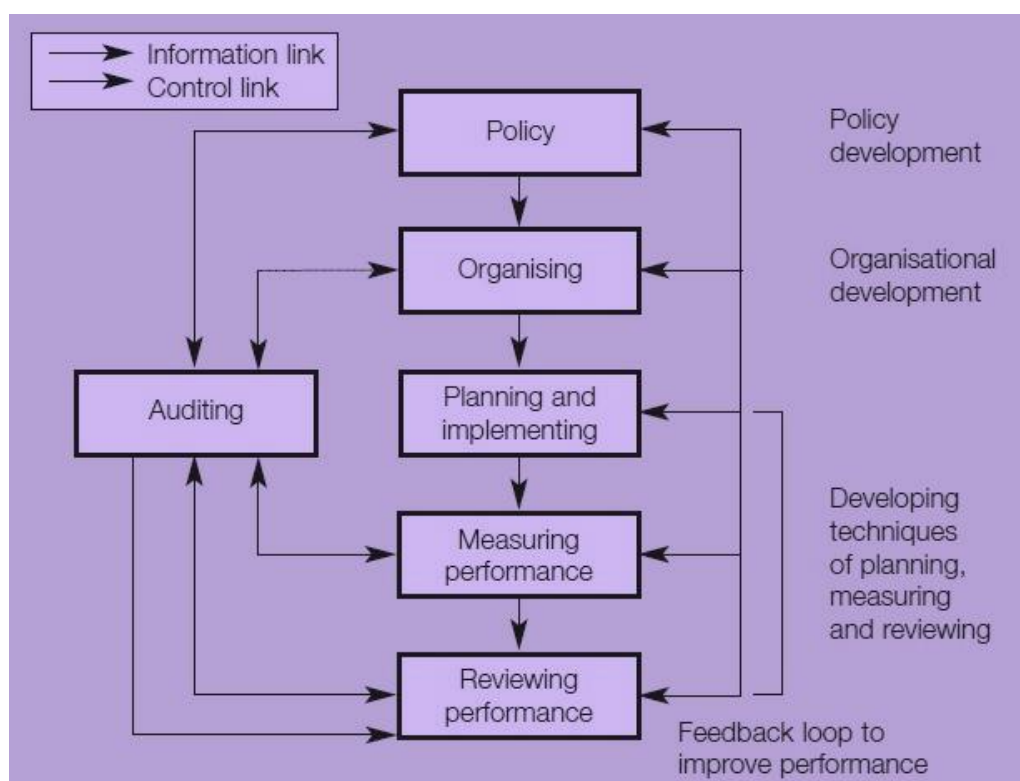 Information link
Control link
Policy
Policy
development
Organising
Organisational
development
Auditing
Planning and
implementing
Measuring
performance
Developing
techniques
of planning,
measuring
and reviewing
Reviewing
performance
Feedback loop to
improve performance